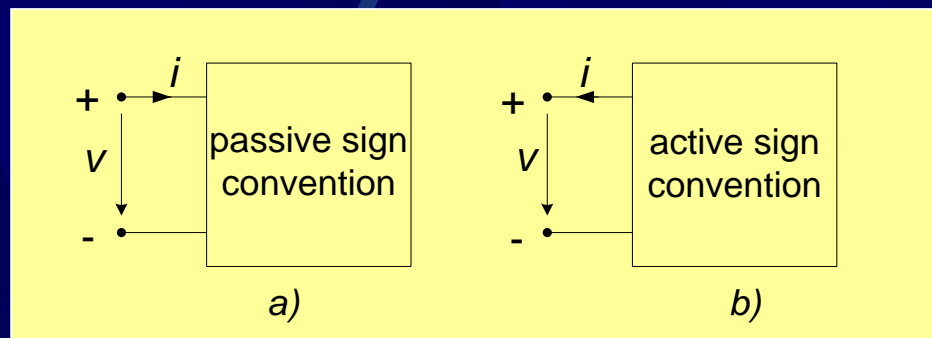 i
+
v
-
passive sign
convention
a)
i
+
v
-
active sign
convention
b)